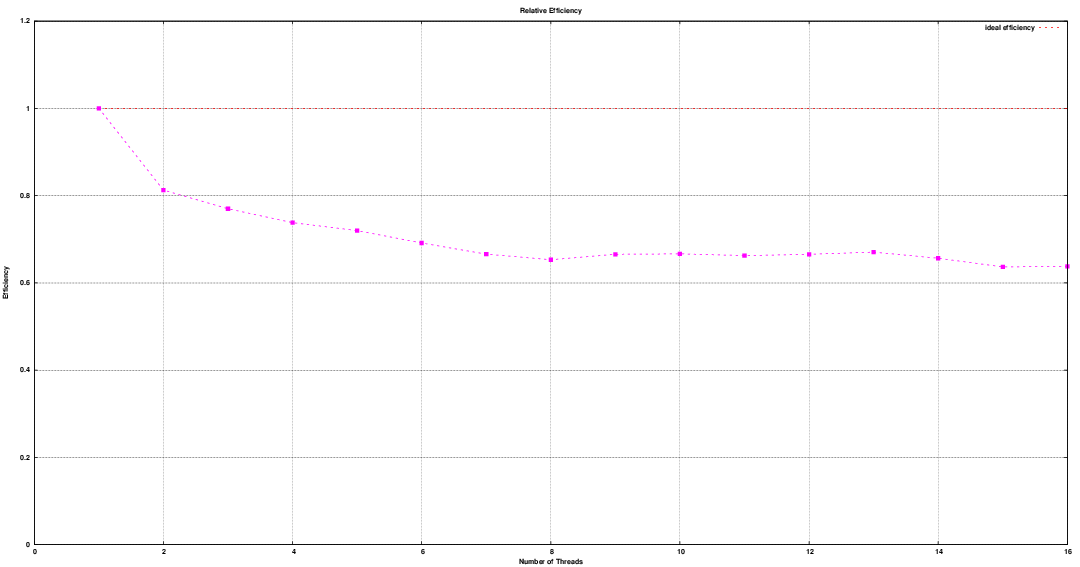 Relative Efficiency
ideal efficiency
1.2
1
0.8
0.6
0.4
0.2
0
Efficiency
0 2 4 6 8 10 12 14 16
Number of Threads